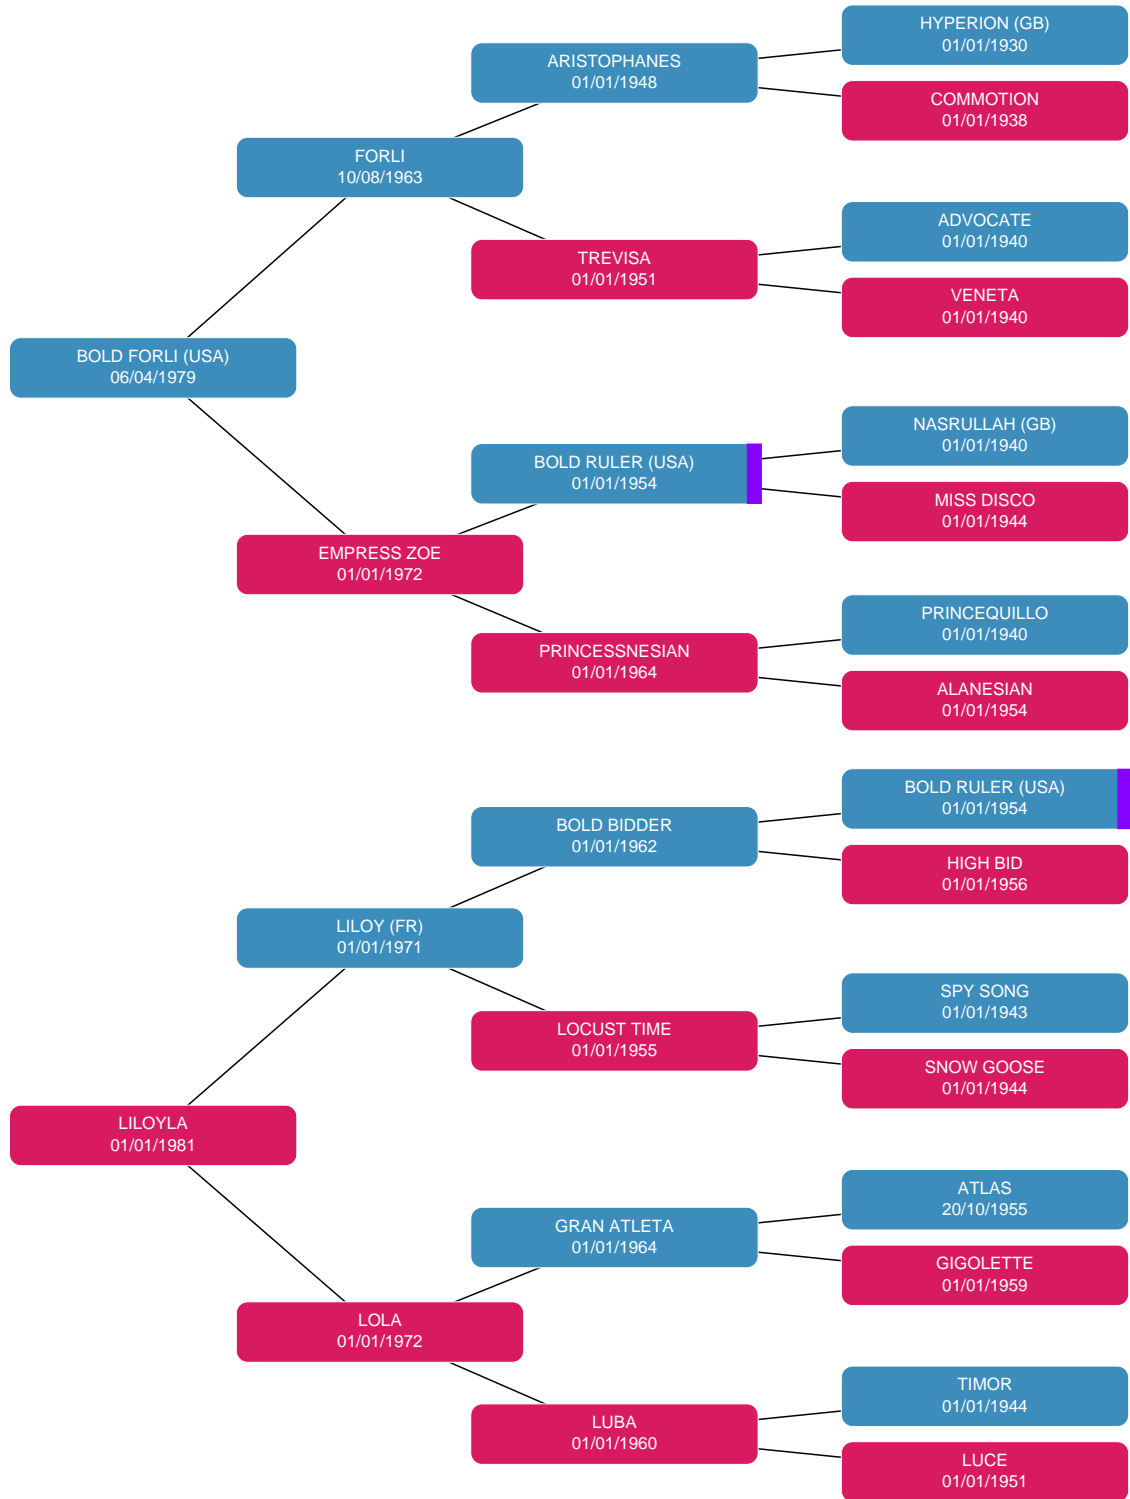 HYPERION (GB)
01/01/1930
ARISTOPHANES
01/01/1948
COMMOTION
01/01/1938
FORLI
10/08/1963
ADVOCATE
01/01/1940
TREVISA
01/01/1951
VENETA
01/01/1940
BOLD FORLI (USA)
06/04/1979
NASRULLAH (GB)
01/01/1940
BOLD RULER (USA)
01/01/1954
MISS DISCO
01/01/1944
EMPRESS ZOE
01/01/1972
PRINCEQUILLO
01/01/1940
PRINCESSNESIAN
01/01/1964
ALANESIAN
01/01/1954
BOLD RULER (USA)
01/01/1954
BOLD BIDDER
01/01/1962
HIGH BID
01/01/1956
LILOY (FR)
01/01/1971
SPY SONG
01/01/1943
LOCUST TIME
01/01/1955
SNOW GOOSE
01/01/1944
LILOYLA
01/01/1981
ATLAS
20/10/1955
GRAN ATLETA
01/01/1964
GIGOLETTE
01/01/1959
LOLA
01/01/1972
TIMOR
01/01/1944
LUBA
01/01/1960
LUCE
01/01/1951